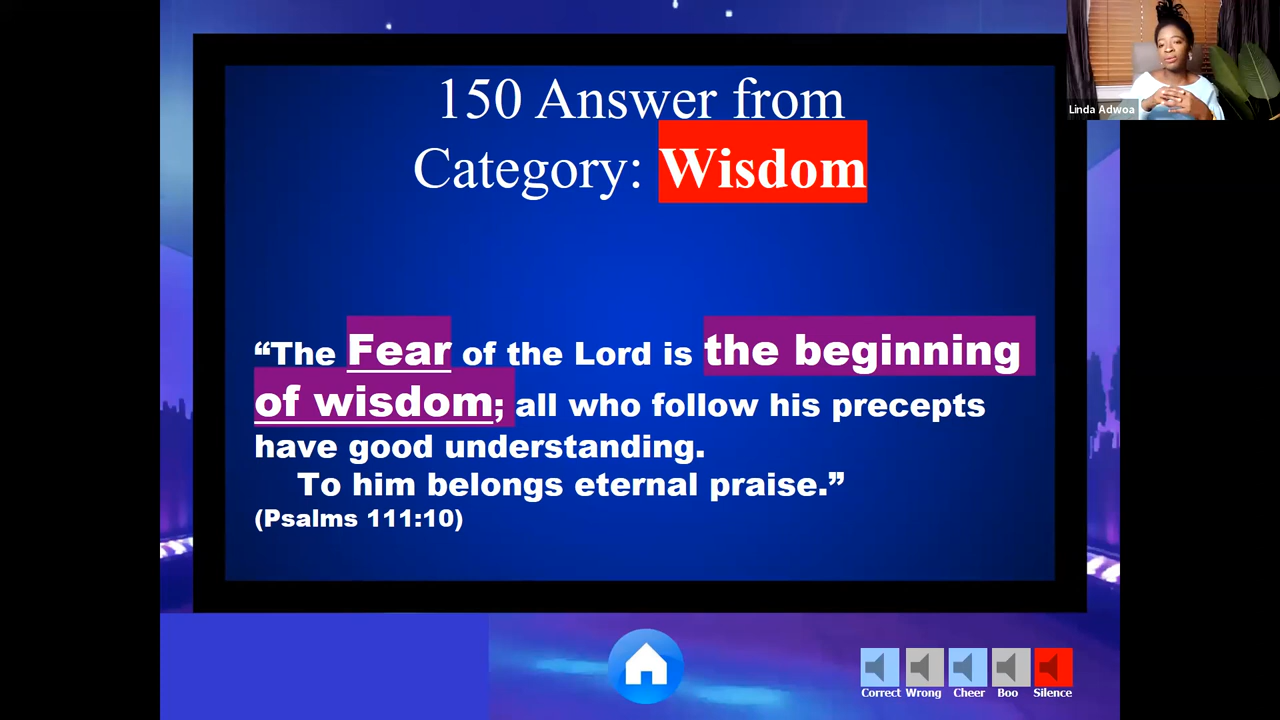 150 Answer from
Category: Wisdom
Linda Adwoa
“The Fear of the Lord is the beginning
of wisdom; all who follow his precepts
have good understanding.
To him belongs eternal praise.”
(Psalms 111:10)
Correct Wrong Cheer Boo Silence